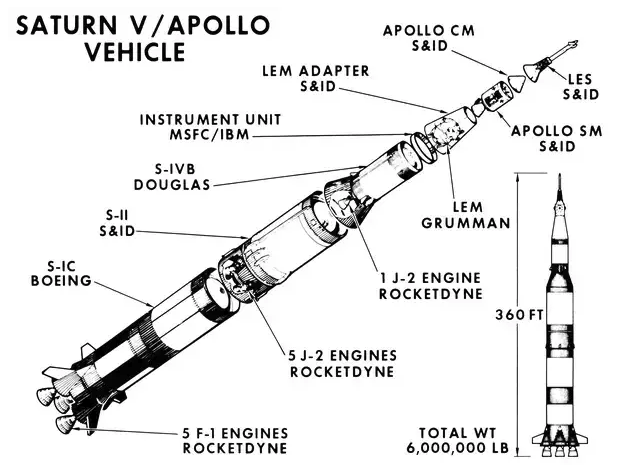 SATURN V/APOLLO
VEHICLE
APOLLO CM
S&ID
LEM ADAPTER
S&ID
LES
S&ID
INSTRUMENT UNIT
MSFC/IBM
APOLLO SM
S&ID
S-IVB
DOUGLAS
LEM
GRUMMAN
S-II
S&ID
S-IC
BOEING
1 J-2 ENGINE
ROCKETDYNE
360 FT
5 J-2 ENGINES
ROCKETDYNE
5 F-1 ENGINES
ROCKETDYNE
TOTAL WT
6,000,000 LB